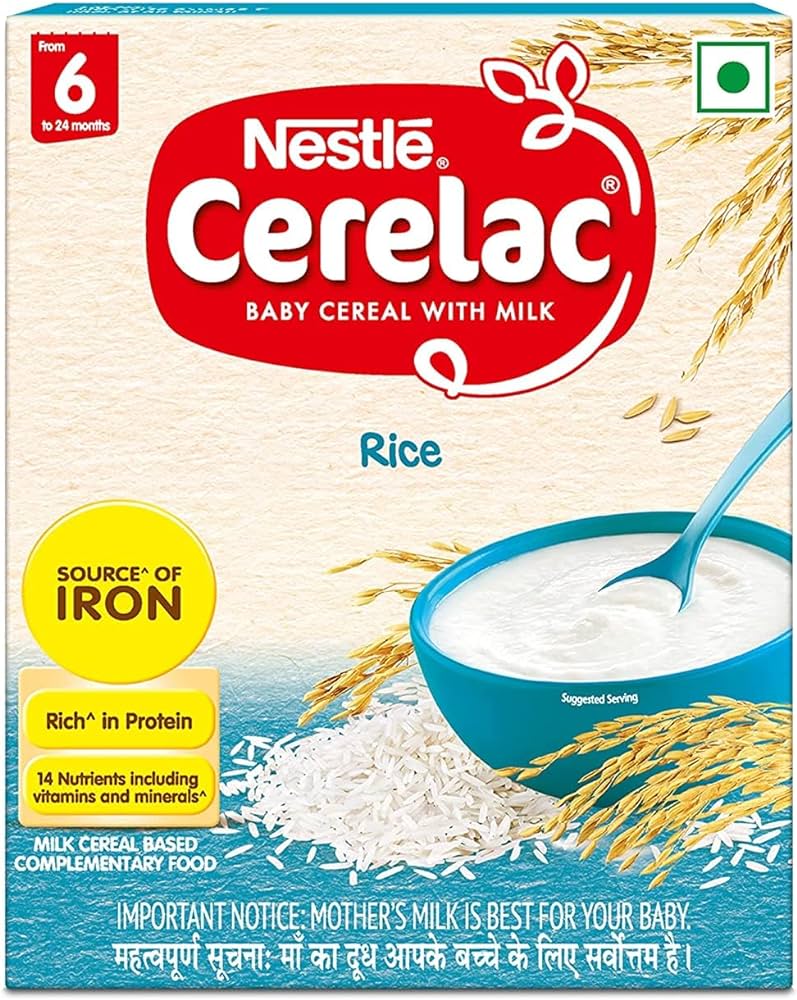 From
6
to 24 months
Nestlé®
Cerelac®
BABY CEREAL WITH MILK
Rice
SOURCE^ OF
IRON
Rich^ in Protein
14 Nutrients including
vitamins and minerals^
MILK CEREAL BASED
COMPLEMENTARY FOOD
Suggested Serving
IMPORTANT NOTICE: MOTHER'S MILK IS BEST FOR YOUR BABY.
महत्वपूर्ण सूचना: माँ का दूध आपके बच्चे के लिए सर्वोत्तम है।